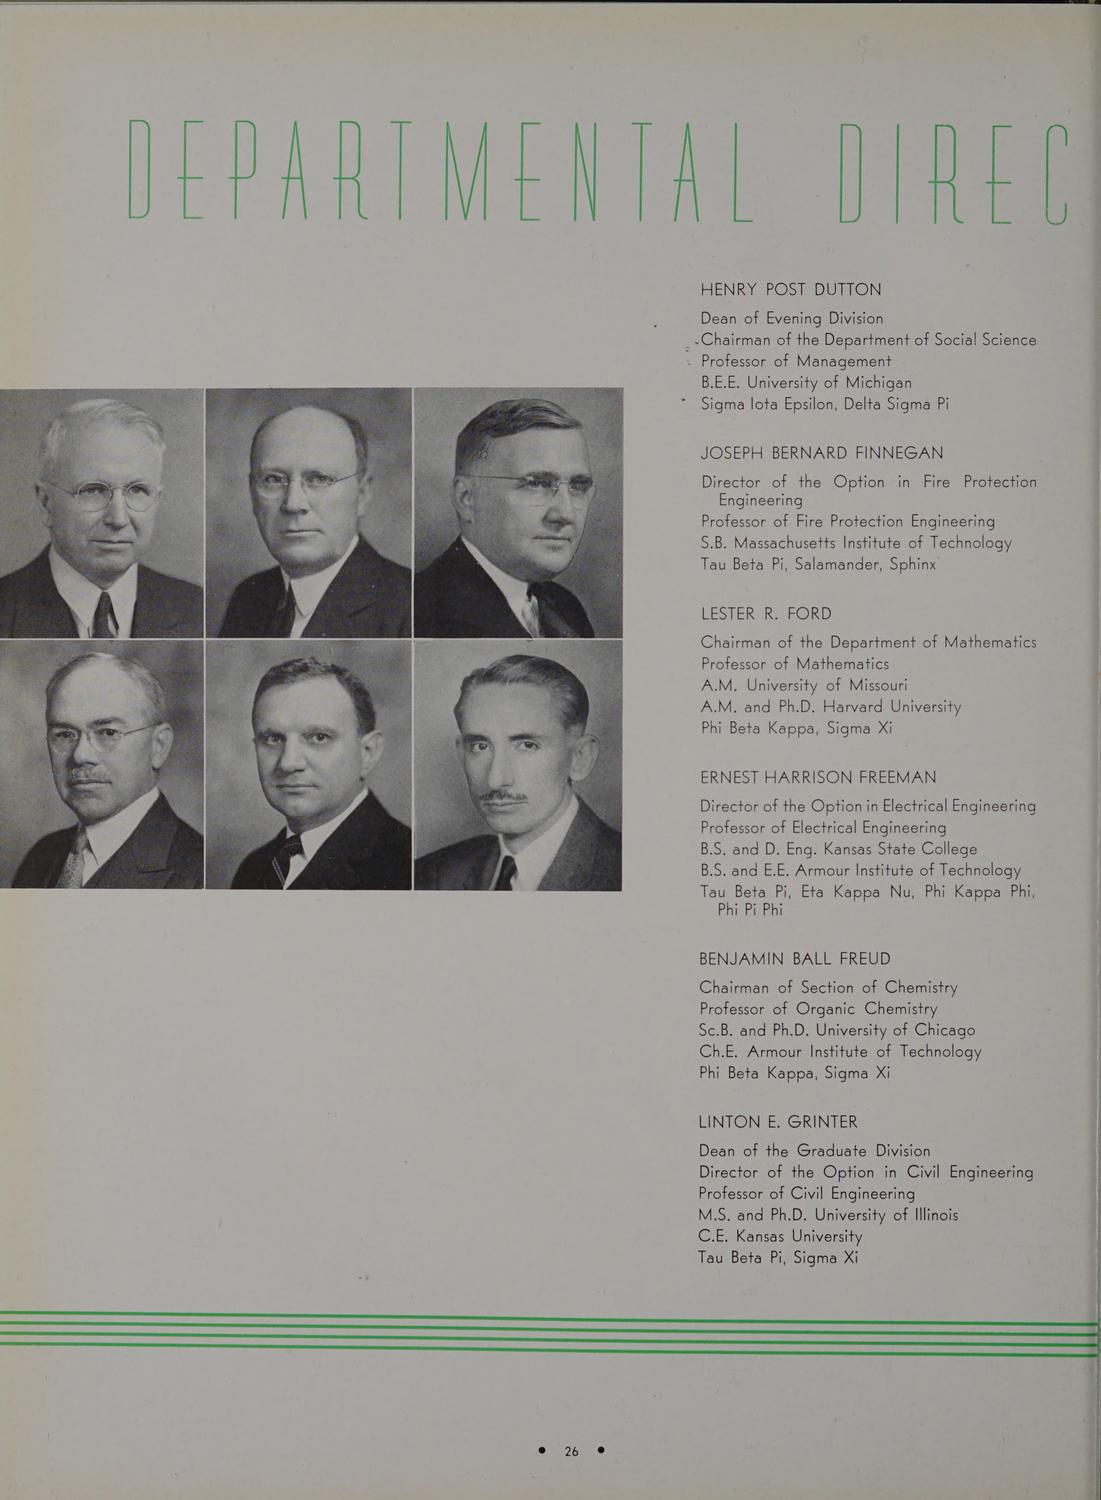 DEPARTMENTAL DIREC
HENRY POST DUTTON
Dean of Evening Division
Chairman of the Department of Social Science
Professor of Management
B.E.E. University of Michigan
Sigma Iota Epsilon, Delta Sigma Pi
JOSEPH BERNARD FINNEGAN
Director of the Option in Fire Protection
Engineering
Professor of Fire Protection Engineering
S.B. Massachusetts Institute of Technology
Tau Beta Pi, Salamander, Sphinx
LESTER R. FORD
Chairman of the Department of Mathematics
Professor of Mathematics
A.M. University of Missouri
A.M. and Ph.D. Harvard University
Phi Beta Kappa, Sigma Xi
ERNEST HARRISON FREEMAN
Director of the Option in Electrical Engineering
Professor of Electrical Engineering
B.S. and D. Eng. Kansas State College
B.S. and E.E. Armour Institute of Technology
Tau Beta Pi, Eta Kappa Nu, Phi Kappa Phi,
Phi Pi Phi
BENJAMIN BALL FREUD
Chairman of Section of Chemistry
Professor of Organic Chemistry
Sc.B. and Ph.D. University of Chicago
Ch.E. Armour Institute of Technology
Phi Beta Kappa, Sigma Xi
LINTON E. GRINTER
Dean of the Graduate Division
Director of the Option in Civil Engineering
Professor of Civil Engineering
M.S. and Ph.D. University of Illinois
C.E. Kansas University
Tau Beta Pi, Sigma Xi
• 26 •